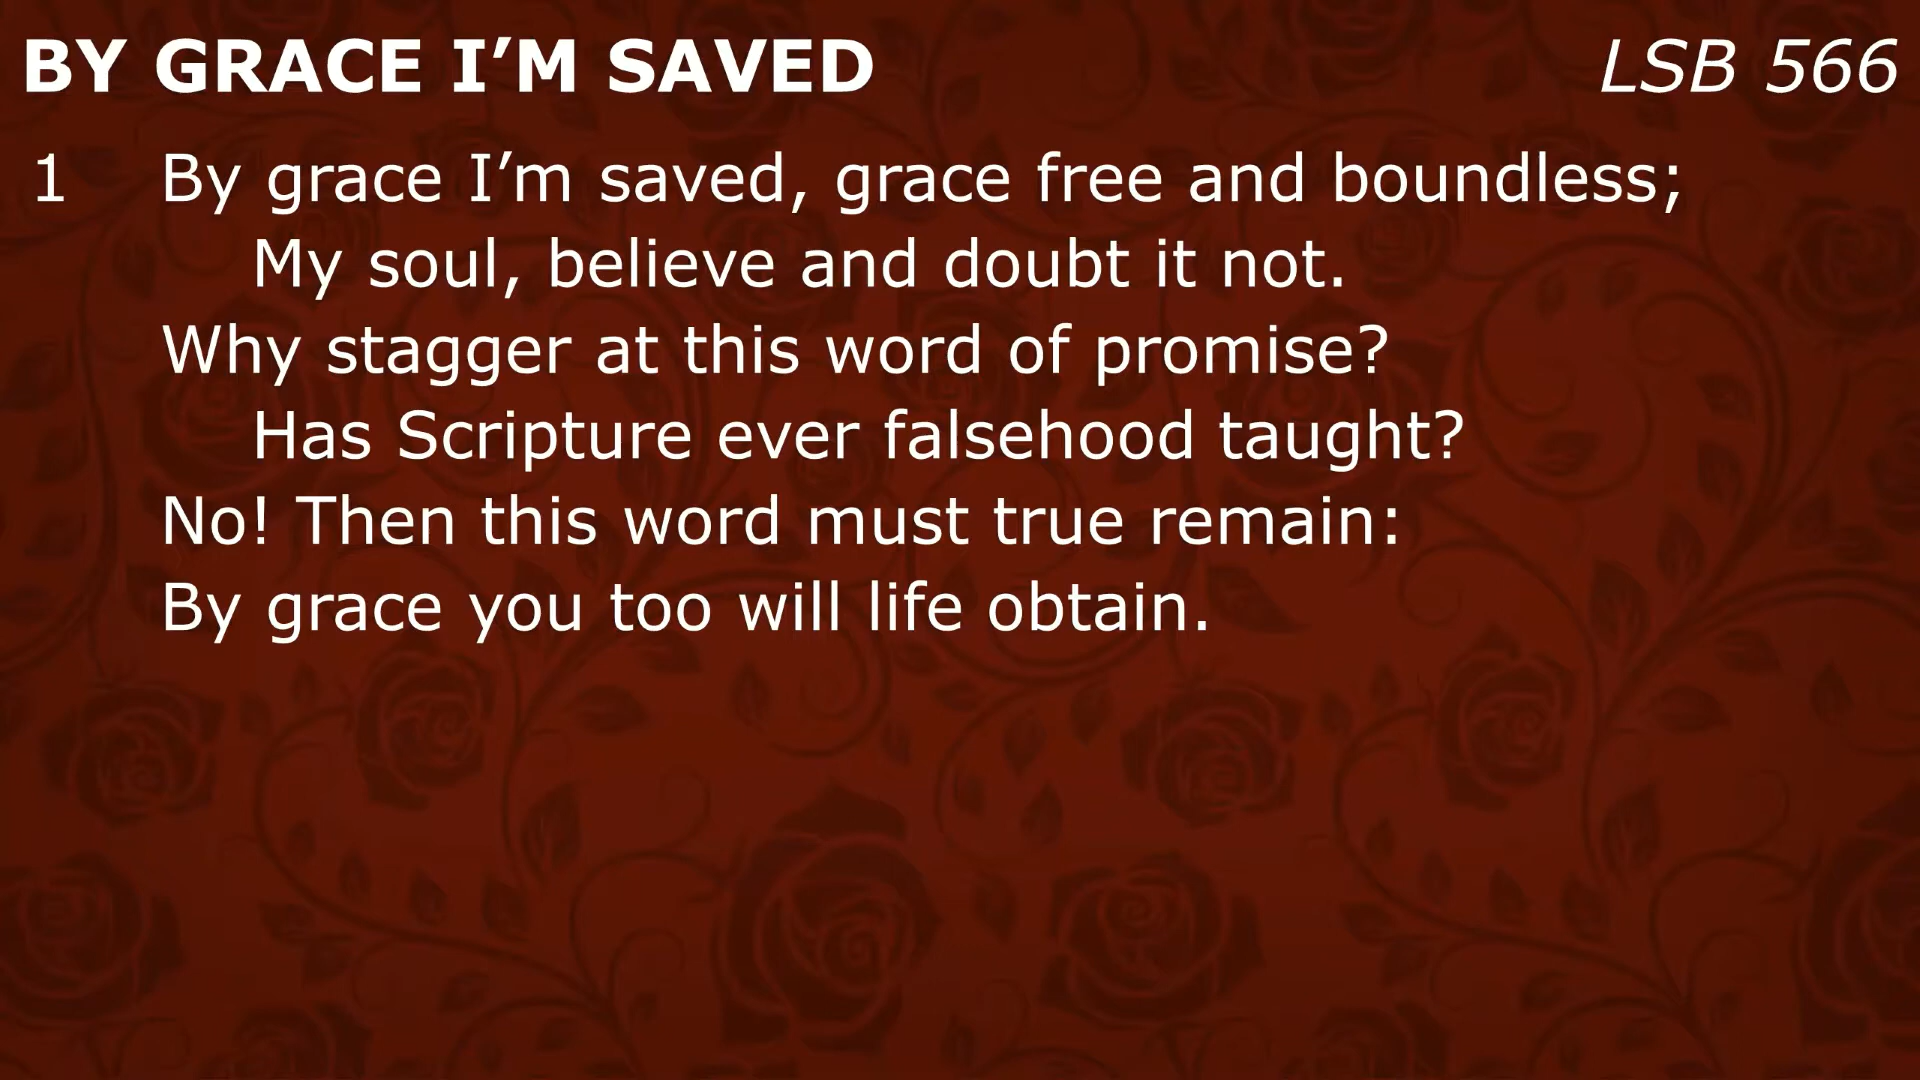 BY GRACE I’M SAVED LSB 566
1 By grace I’m saved, grace free and boundless;
My soul, believe and doubt it not.
Why stagger at this word of promise?
Has Scripture ever falsehood taught?
No! Then this word must true remain:
By grace you too will life obtain.